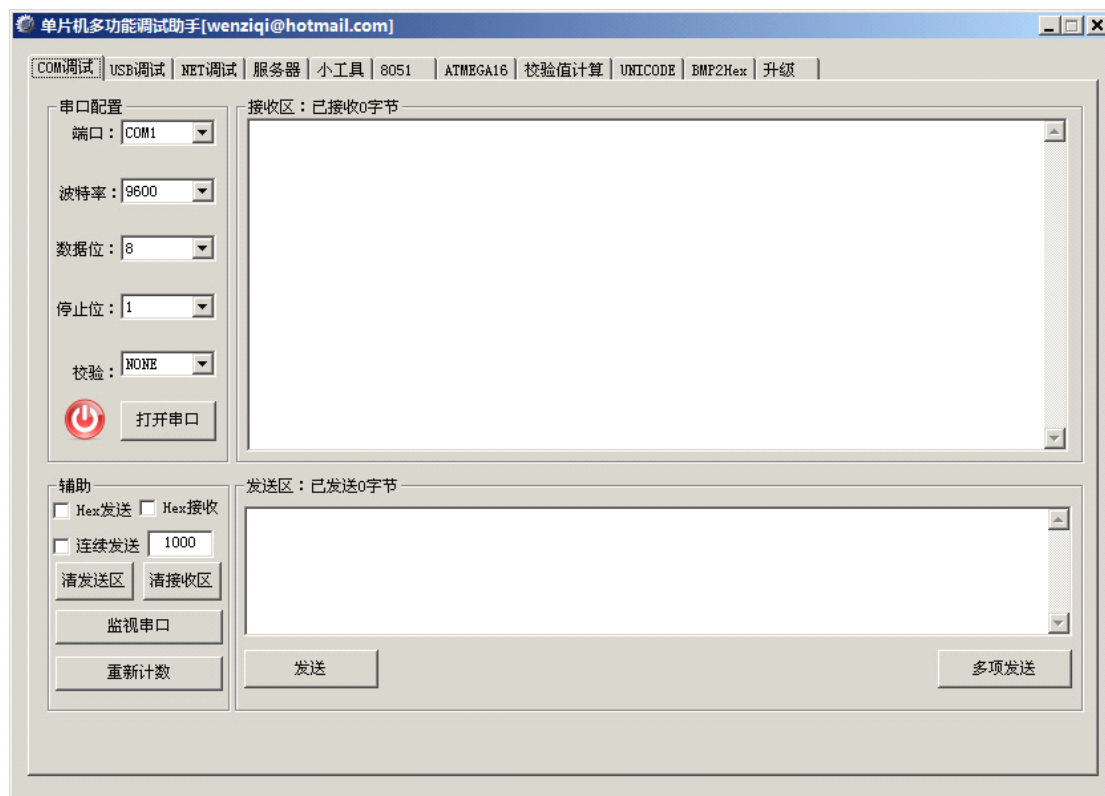 单片机多功能调试助手[wenziqi@hotmail.com]
COM调试 USB调试 NET调试 服务器 小工具 8051 ATMEGA16 校验值计算 UNICODE BMP2Hex 升级
串口配置
端口： COM1
波特率： 9600
数据位： 8
停止位： 1
校验： NONE
打开串口
接收区：已接收0字节
辅助
Hex发送 Hex接收
连续发送 1000
清发送区 清接收区
监视串口
重新计数
发送区：已发送0字节
发送 多项发送